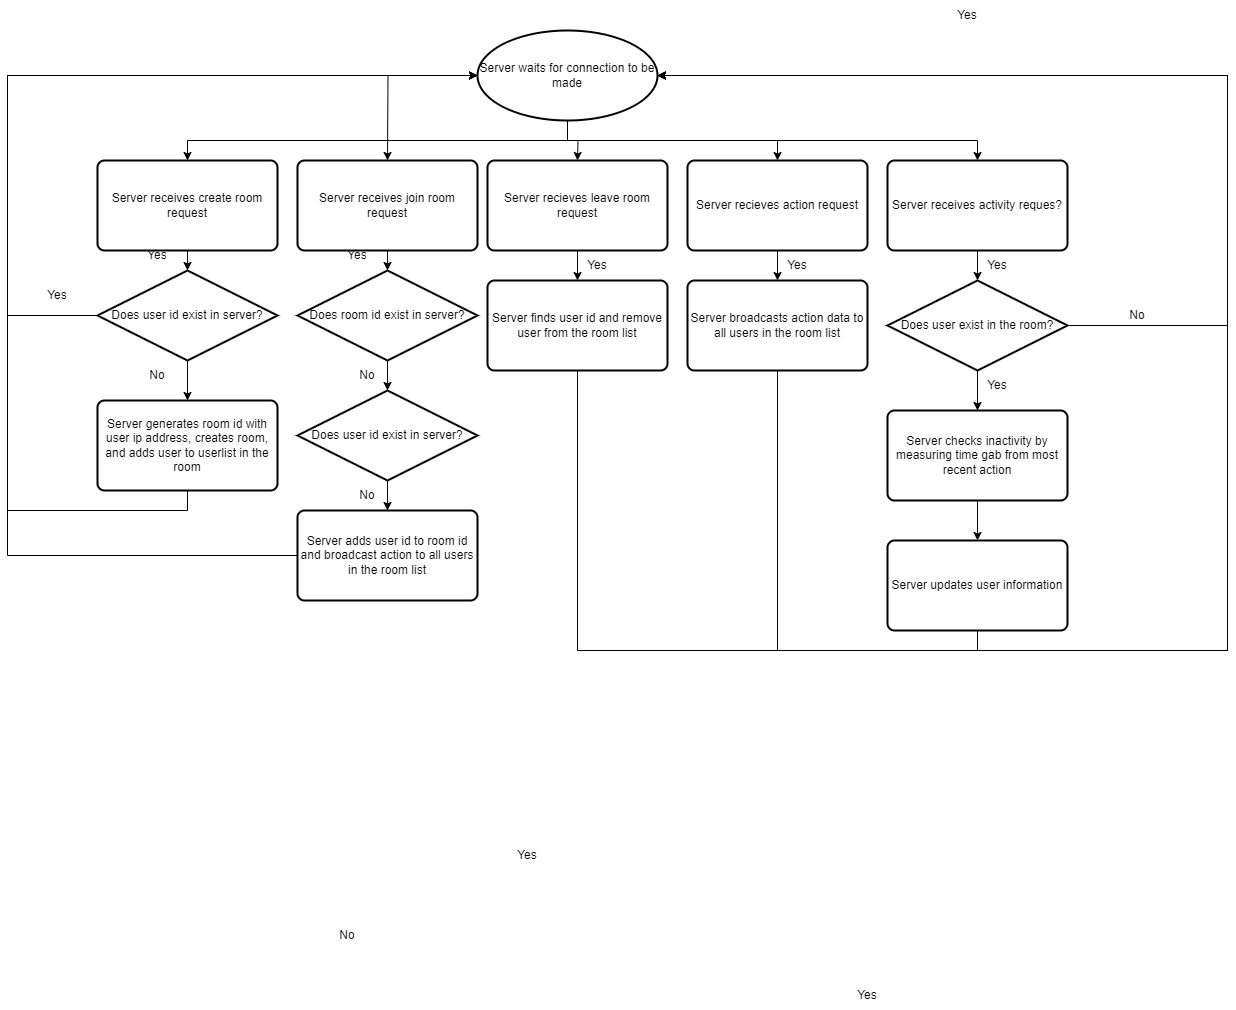 Yes
Server waits for connection to be
made
Server receives create room
request
Server receives join room
request
Server recieves leave room
request
Server recieves action request
Server receives activity reques?
Yes
Yes
Yes
Yes
Yes
Yes
Does user id exist in server?
Does room id exist in server?
Server finds user id and remove
user from the room list
Server broadcasts action data to
all users in the room list
Does user exist in the room?
No
No
No
Yes
Server generates room id with
user ip address, creates room,
and adds user to userlist in the
room
Does user id exist in server?
Server checks inactivity by
measuring time gab from most
recent action
No
Server adds user id to room id
and broadcast action to all users
in the room list
Server updates user information
Yes
No
Yes